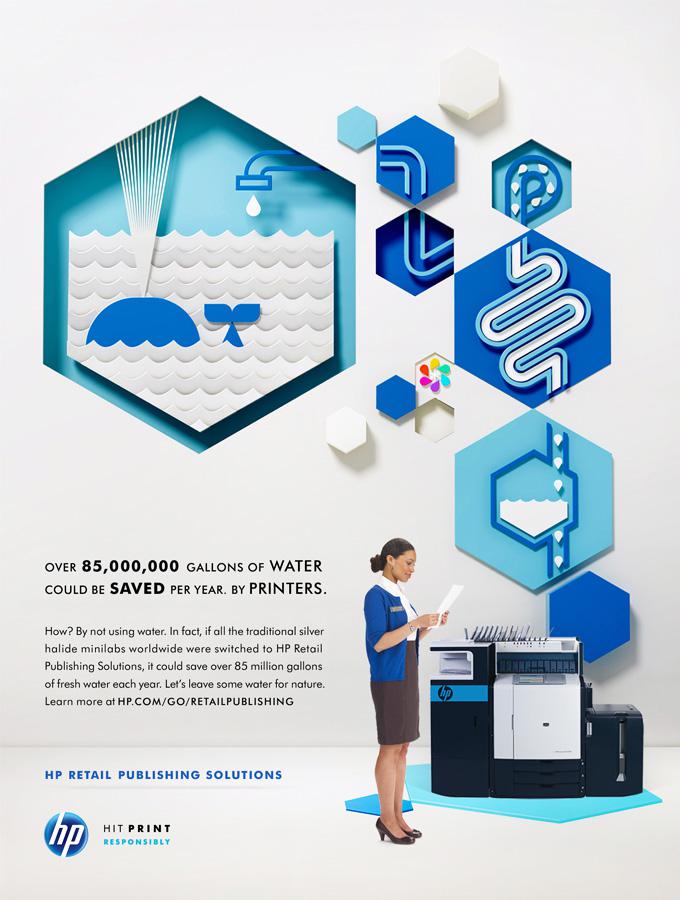 OVER 85,000,000 GALLONS OF WATER
COULD BE SAVED PER YEAR. BY PRINTERS.
How? By not using water. In fact, if all the traditional silver
halide minilabs worldwide were switched to HP Retail
Publishing Solutions, it could save over 85 million gallons
of fresh water each year. Let's leave some water for nature.
Learn more at HP.COM/GO/RETAILPUBLISHING
hp
HP RETAIL PUBLISHING SOLUTIONS
hp
HIT PRINT
RESPONSIBLY